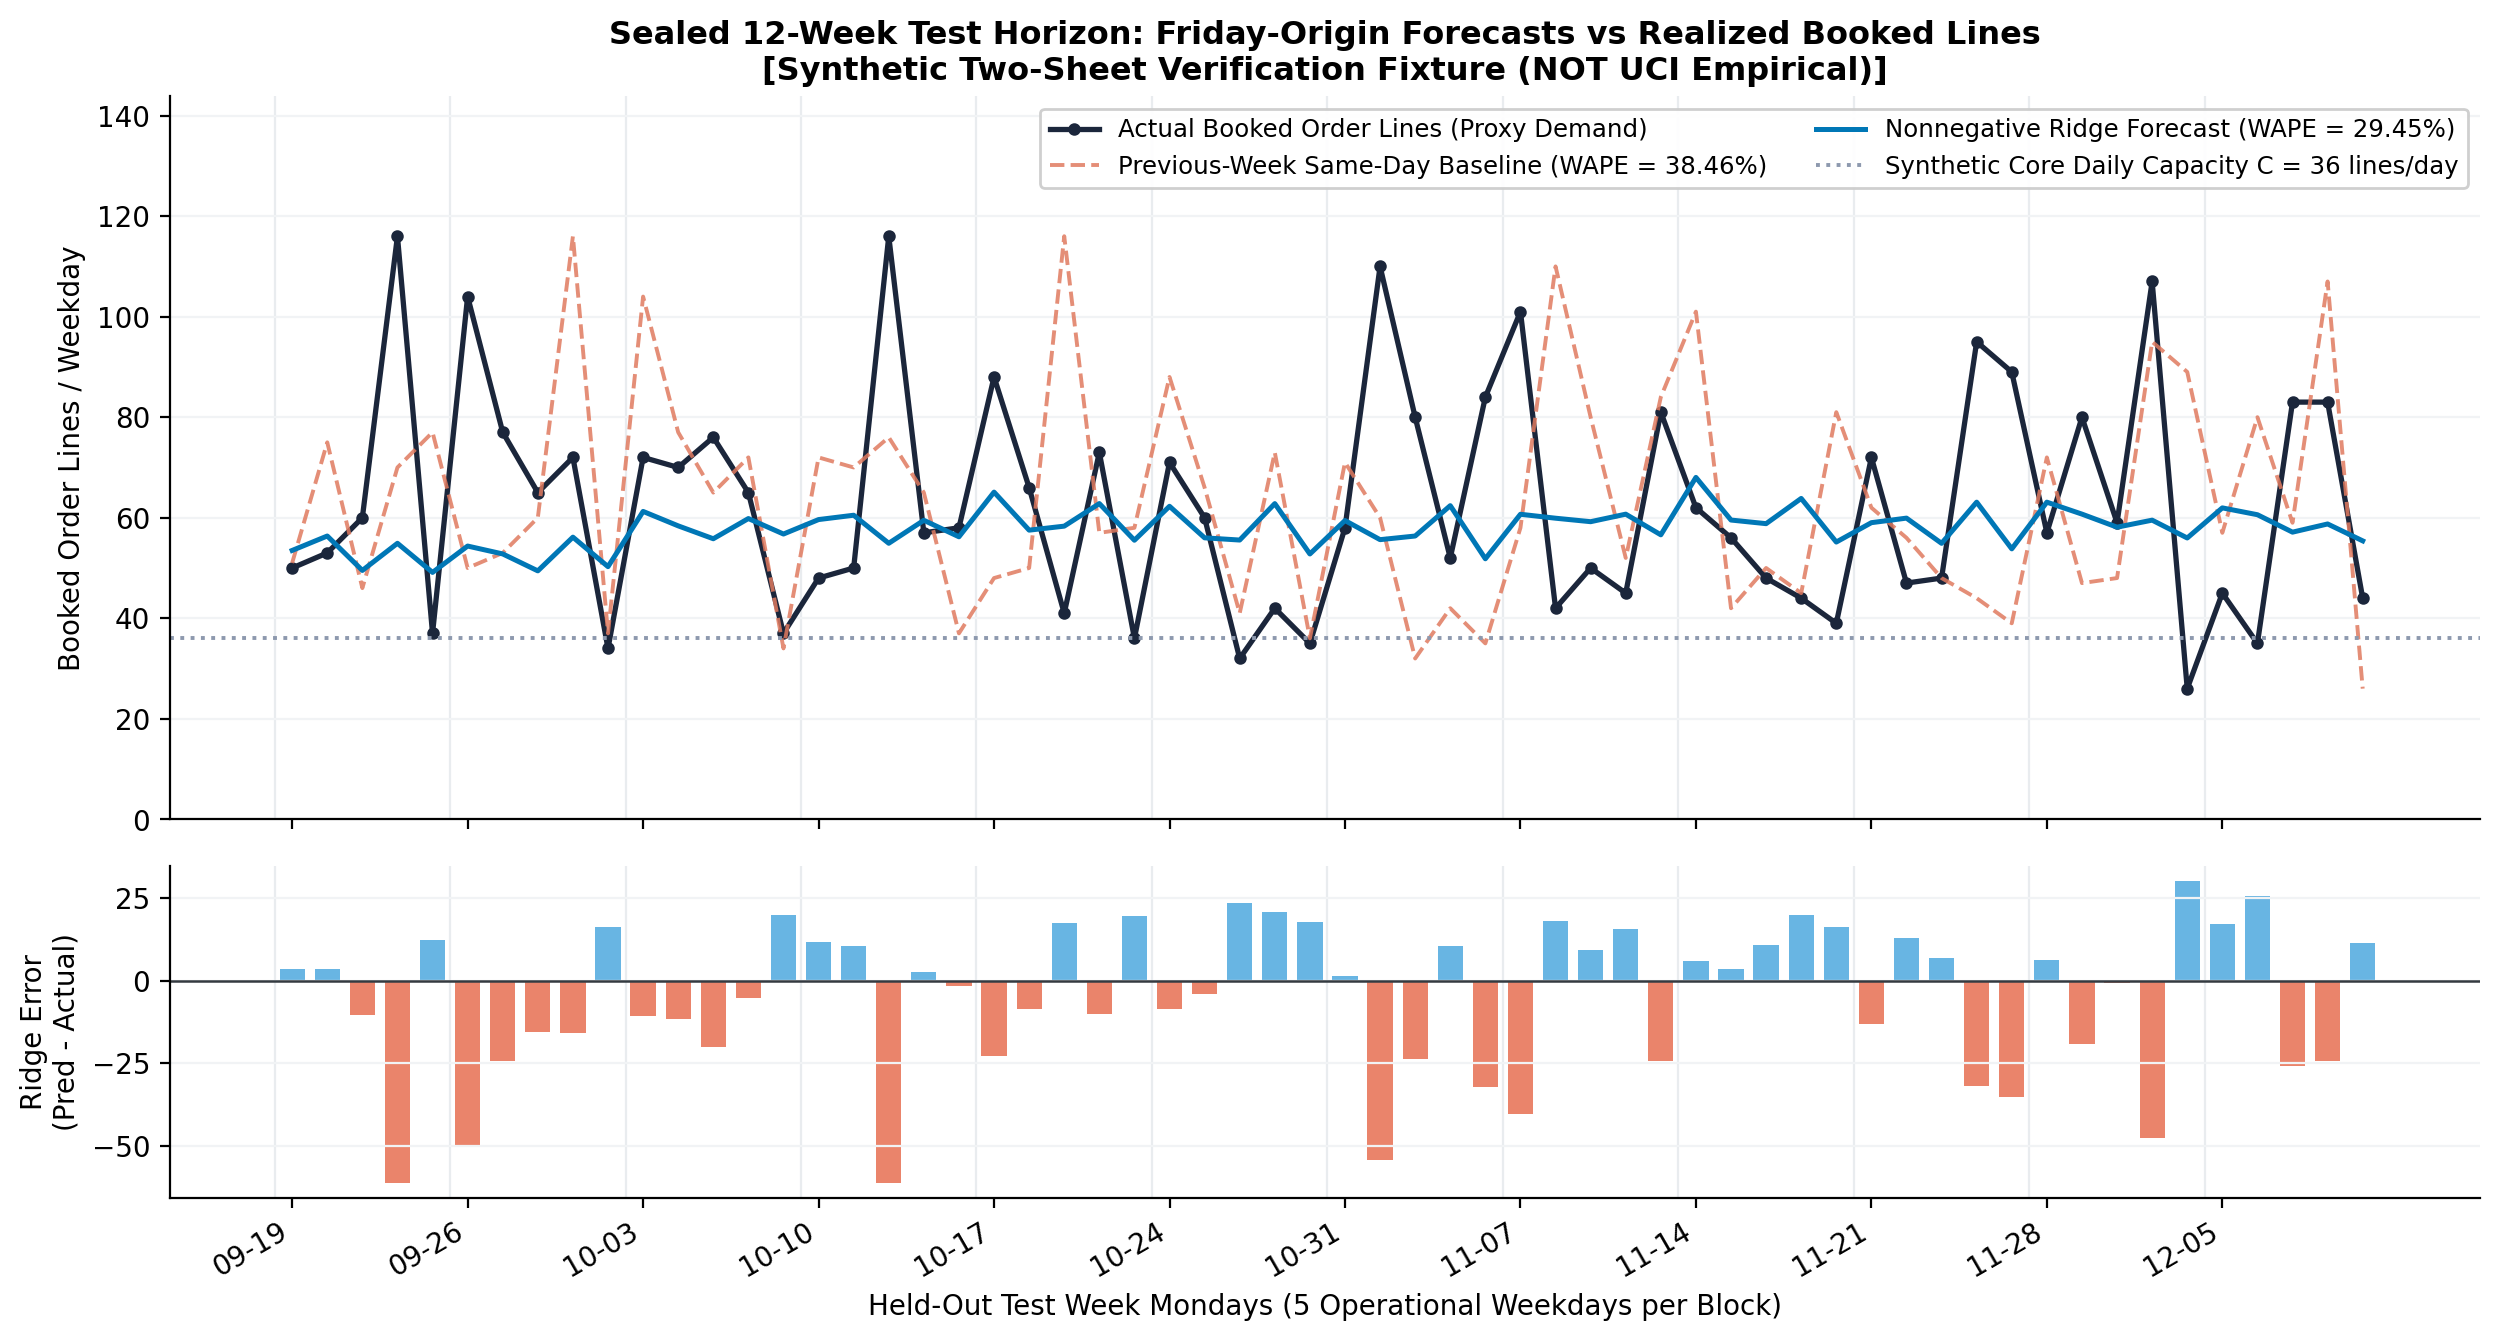 Sealed 12-Week Test Horizon: Friday-Origin Forecasts vs Realized Booked Lines
[Synthetic Two-Sheet Verification Fixture (NOT UCI Empirical)]
Actual Booked Order Lines (Proxy Demand)
Previous-Week Same-Day Baseline (WAPE = 38.46%)
Nonnegative Ridge Forecast (WAPE = 29.45%)
Synthetic Core Daily Capacity C = 36 lines/day
Booked Order Lines / Weekday
140
120
100
80
60
40
20
0
Ridge Error
(Pred - Actual)
25
0
−25
−50
09-19
09-26
10-03
10-10
10-17
10-24
10-31
11-07
11-14
11-21
11-28
12-05
Held-Out Test Week Mondays (5 Operational Weekdays per Block)